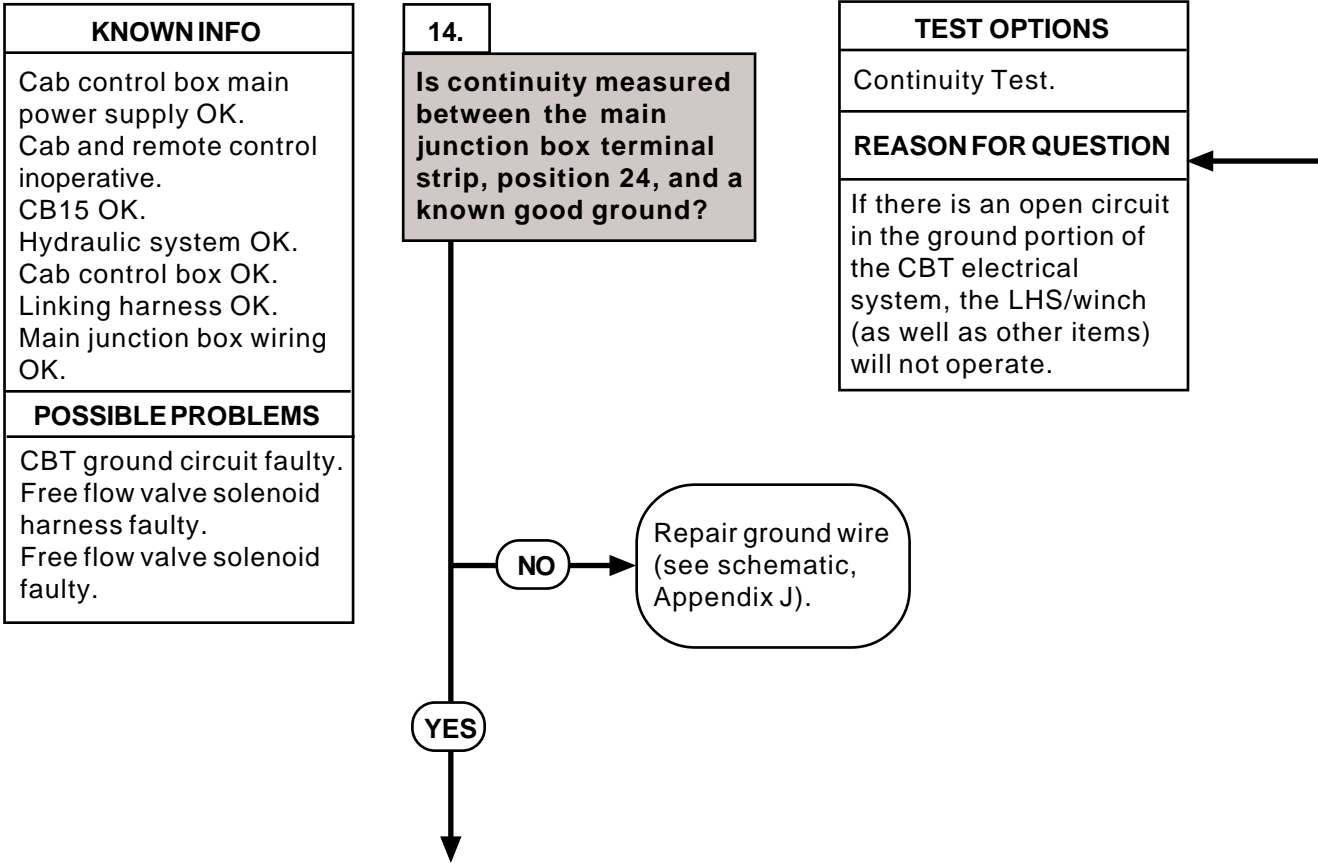 KNOWN INFO
Cab control box main
power supply OK.
Cab and remote control
inoperative.
CB15 OK.
Hydraulic system OK.
Cab control box OK.
Linking harness OK.
Main junction box wiring
OK.
POSSIBLE PROBLEMS
CBT ground circuit faulty.
Free flow valve solenoid
harness faulty.
Free flow valve solenoid
faulty.
14.
Is continuity measured
between the main
junction box terminal
strip, position 24, and a
known good ground?
TEST OPTIONS
Continuity Test.
REASON FOR QUESTION
If there is an open circuit
in the ground portion of
the CBT electrical
system, the LHS/winch
(as well as other items)
will not operate.
NO
Repair ground wire
(see schematic,
Appendix J).
YES